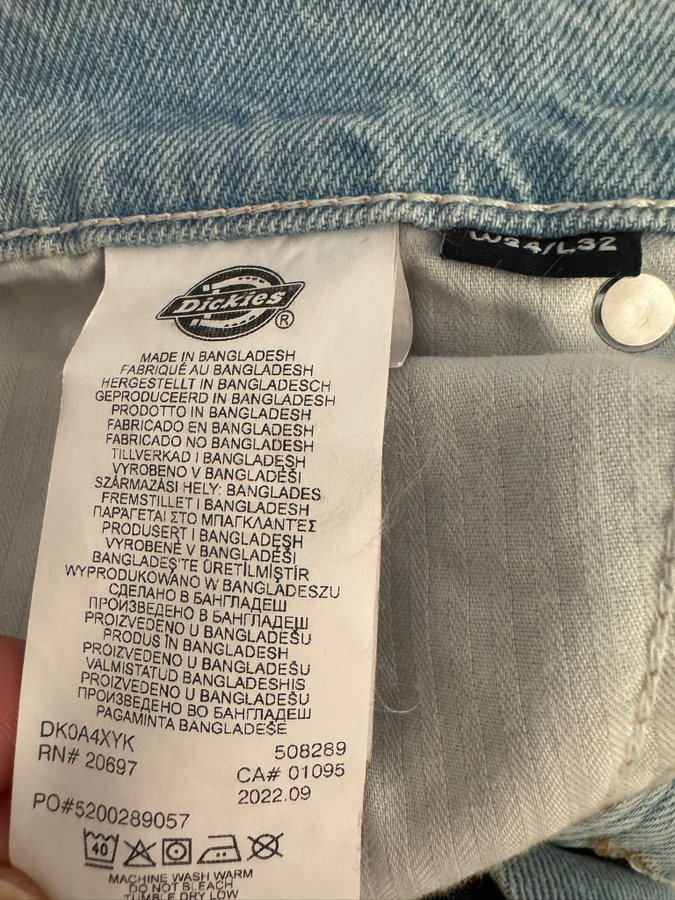 W34/L32
Dickies ®
MADE IN BANGLADESH
FABRIQUÉ AU BANGLADESH
HERGESTELLT IN BANGLADESCH
GEPRODUCEERD IN BANGLADESH
PRODOTTO IN BANGLADESH
FABRICADO EN BANGLADESH
FABRICADO NO BANGLADESH
TILLVERKAD I BANGLADESH
VYROBENO V BANGLADÉŠI
SZÁRMAZÁSI HELY: BANGLADES
FREMSTILLET I BANGLADESH
ΠΑΡΑΓΕΤΑΙ ΣΤΟ ΜΠΑΓΚΛΑΝΤΕΣ
PRODUSERT I BANGLADESH
VYROBENÉ V BANGLADÉŠI
BANGLADEŞ'TE ÜRETİLMİŞTİR
WYPRODUKOWANO W BANGLADESZU
СДЕЛАНО В БАНГЛАДЕШ
ПРОИЗВЕДЕНО В БАНГЛАДЕШ
PROIZVEDENO U BANGLADEŠU
PRODUS ÎN BANGLADESH
PROIZVEDENO U BANGLADEŠU
VALMISTATUD BANGLADESHIS
PROIZVEDENO U BANGLADEŠU
ПРОИЗВЕДЕНО ВО БАНГЛАДЕШ
PAGAMINTA BANGLADEŠE
DK0A4XYK 508289
RN# 20697 CA# 01095
2022.09
PO#5200289057
40
MACHINE WASH WARM
DO NOT BLEACH
TUMBLE DRY LOW